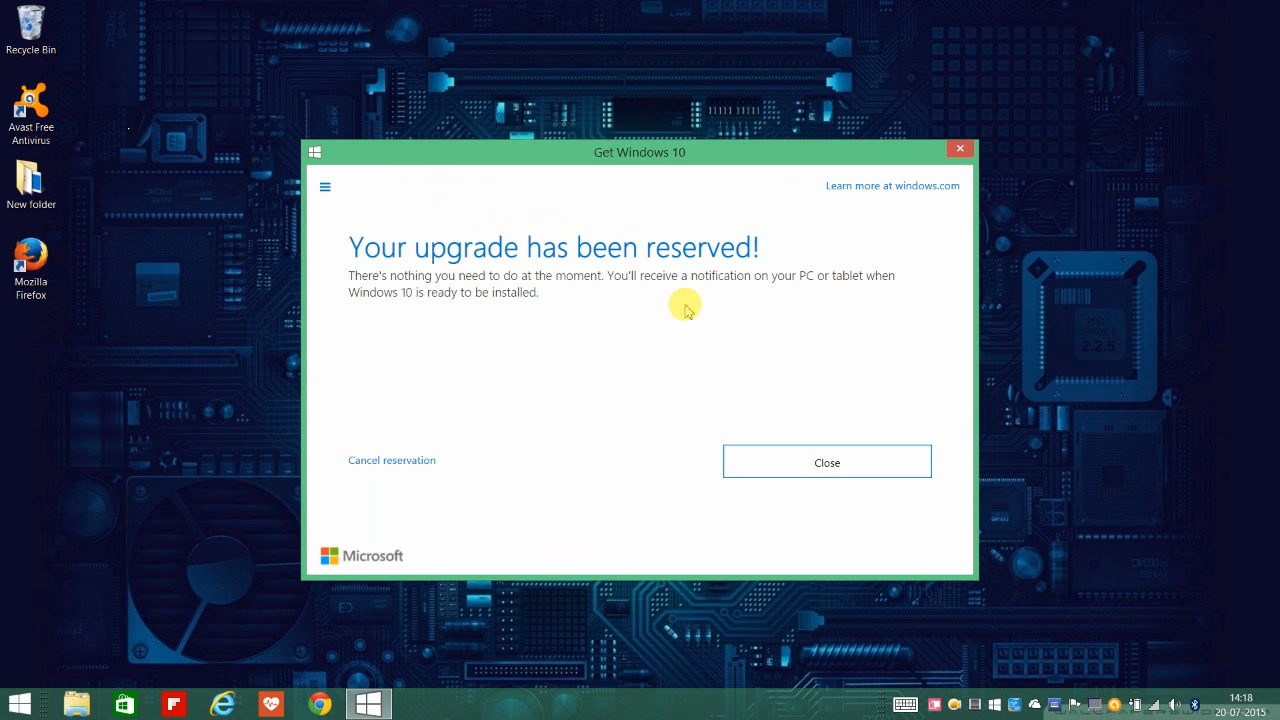 Recycle Bin
Avast Free
Antivirus
New folder
Mozilla
Firefox
Get Windows 10
Learn more at windows.com
Your upgrade has been reserved!
There's nothing you need to do at the moment. You'll receive a notification on your PC or tablet when
Windows 10 is ready to be installed.
Cancel reservation
Close
Microsoft
2.2.5
14:18
20-07-2015